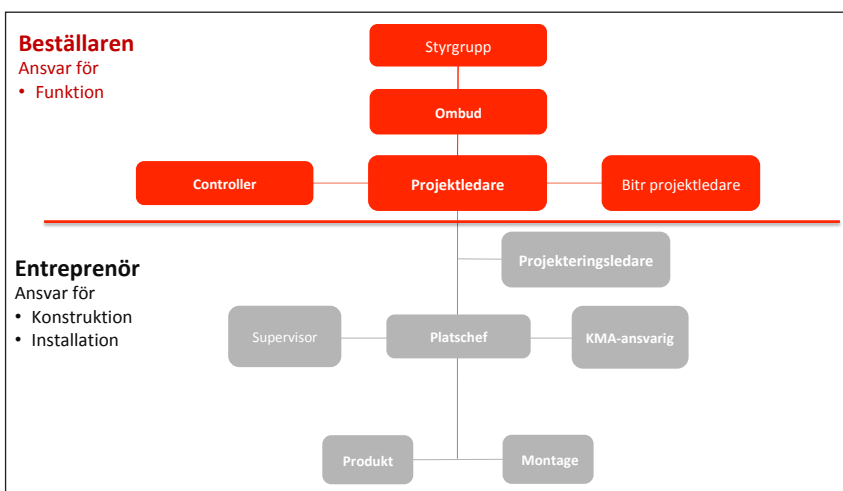 Beställaren
Ansvar för
• Funktion
Styrgrupp
Ombud
Controller
Projektledare
Bitr projektledare
Entreprenör
Ansvar för
• Konstruktion
• Installation
Projekteringsledare
Supervisor
Platschef
KMA-ansvarig
Produkt
Montage